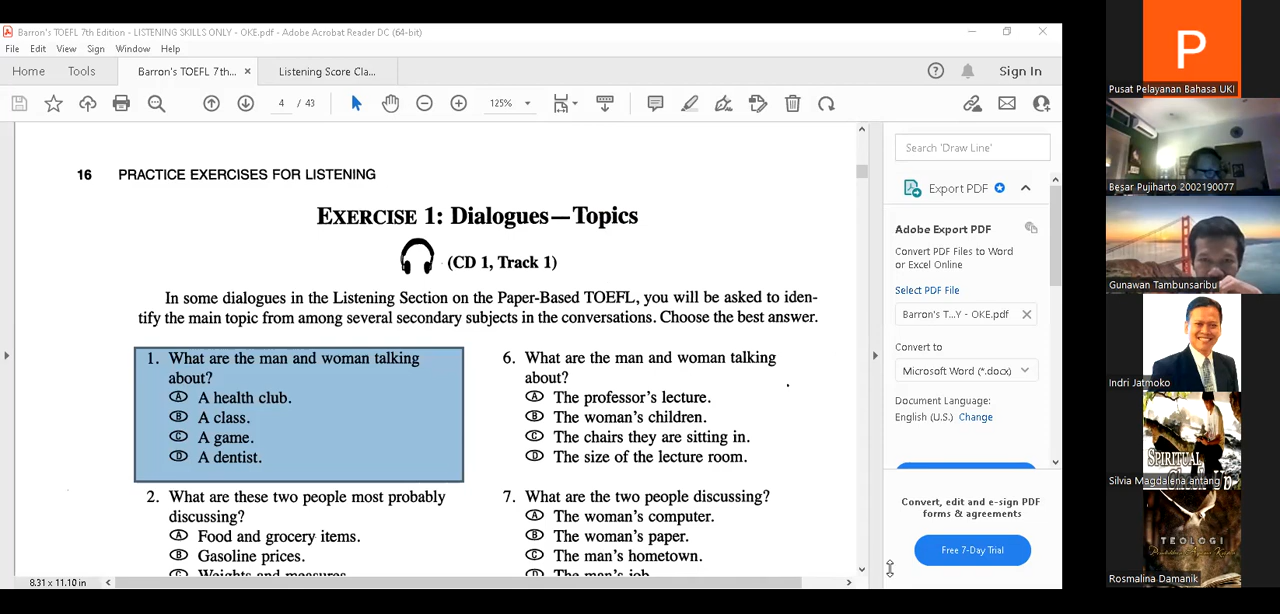 Barron's TOEFL 7th Edition - LISTENING SKILLS ONLY - OKE.pdf - Adobe Acrobat Reader DC (64-bit)
File Edit View Sign Window Help
Home Tools Barron's TOEFL 7th... × Listening Score Cla... Sign In
4 / 43 125%
16 PRACTICE EXERCISES FOR LISTENING
EXERCISE 1: Dialogues—Topics
(CD 1, Track 1)
In some dialogues in the Listening Section on the Paper-Based TOEFL, you will be asked to iden-
tify the main topic from among several secondary subjects in the conversations. Choose the best answer.
1. What are the man and woman talking
about?
A A health club.
B A class.
C A game.
D A dentist.
2. What are these two people most probably
discussing?
A Food and grocery items.
B Gasoline prices.
C Weights and measures.
6. What are the man and woman talking
about?
A The professor's lecture.
B The woman's children.
C The chairs they are sitting in.
D The size of the lecture room.
7. What are the two people discussing?
A The woman's computer.
B The woman's paper.
C The man's hometown.
D The man's job.
8.31 x 11.10 in
Search 'Draw Line'
Export PDF
Adobe Export PDF
Convert PDF Files to Word
or Excel Online
Select PDF File
Barron's T...Y - OKE.pdf
Convert to
Microsoft Word (*.docx)
Document Language:
English (U.S.) Change
Convert, edit and e-sign PDF
forms & agreements
Free 7-Day Trial
P
Pusat Pelayanan Bahasa UKI
Besar Pujiharto 2002190077
Gunawan Tambunsaribu
Indri Jatmoko
SPIRITUAL
Check Up
Silvia Magdalena antang
TEOLOGI
Rosmalina Damanik